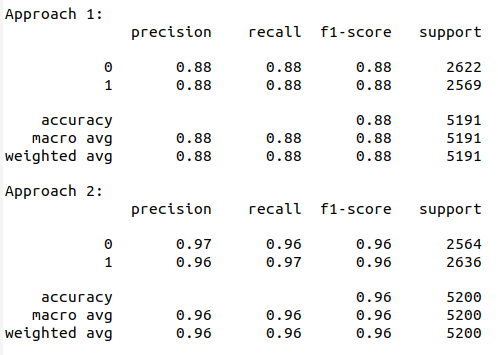 Approach 1:
precision recall f1-score support
0 0.88 0.88 0.88 2622
1 0.88 0.88 0.88 2569
accuracy 0.88 5191
macro avg 0.88 0.88 0.88 5191
weighted avg 0.88 0.88 0.88 5191
Approach 2:
precision recall f1-score support
0 0.97 0.96 0.96 2564
1 0.96 0.97 0.96 2636
accuracy 0.96 5200
macro avg 0.96 0.96 0.96 5200
weighted avg 0.96 0.96 0.96 5200